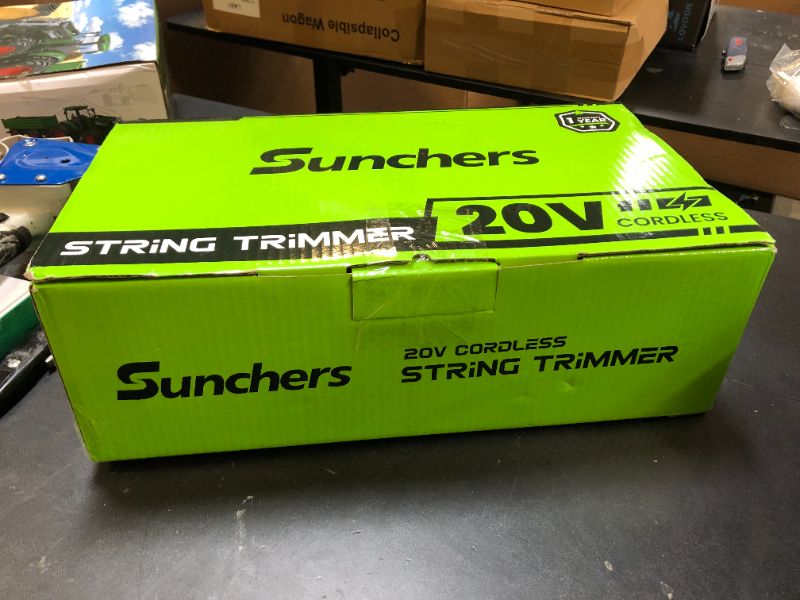 Collapsible Wagon
1 YEAR
Sunchers
20V
CORDLESS
STRiNG TRiMMER
20V CORDLESS
STRiNG TRiMMER
Sunchers